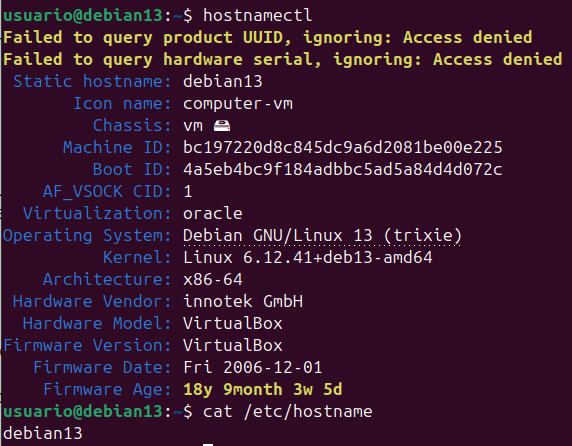 usuario@debian13:~$ hostnamectl
Failed to query product UUID, ignoring: Access denied
Failed to query hardware serial, ignoring: Access denied
Static hostname: debian13
Icon name: computer-vm
Chassis: vm 🖴
Machine ID: bc197220d8c845dc9a6d2081be00e225
Boot ID: 4a5eb4bc9f184adbbc5ad5a84d4d072c
AF_VSOCK CID: 1
Virtualization: oracle
Operating System: Debian GNU/Linux 13 (trixie)
Kernel: Linux 6.12.41+deb13-amd64
Architecture: x86-64
Hardware Vendor: innotek GmbH
Hardware Model: VirtualBox
Firmware Version: VirtualBox
Firmware Date: Fri 2006-12-01
Firmware Age: 18y 9month 3w 5d
usuario@debian13:~$ cat /etc/hostname
debian13